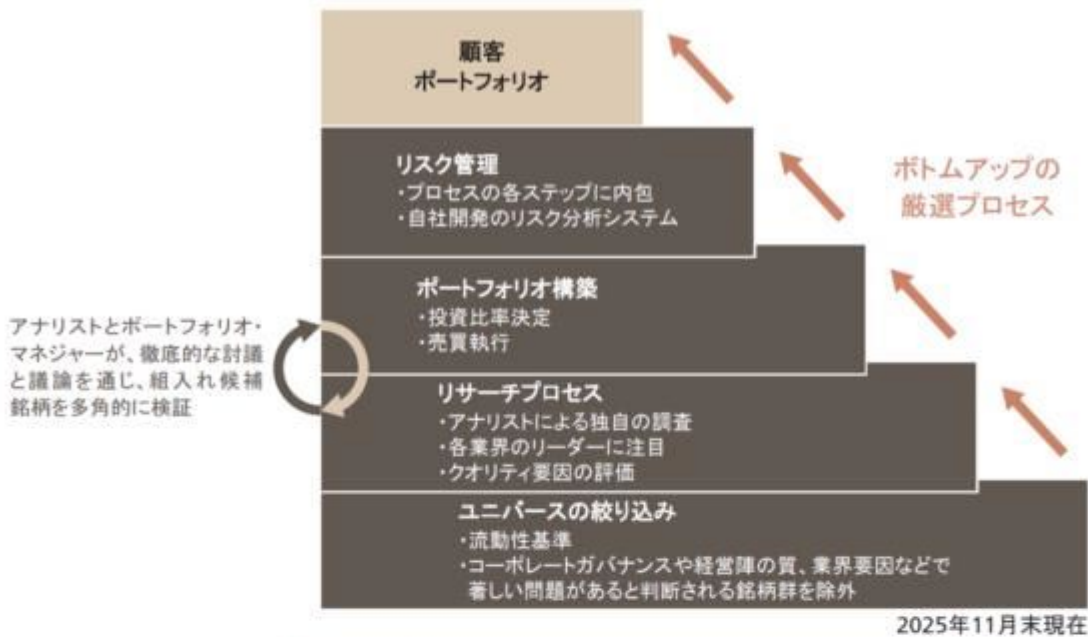 顧客
ポートフォリオ
リスク管理
・プロセスの各ステップに内包
・自社開発のリスク分析システム
ボトムアップの
厳選プロセス
ポートフォリオ構築
・投資比率決定
・売買執行
アナリストとポートフォリオ・
マネジャーが、徹底的な討議
と議論を通じ、組入れ候補
銘柄を多角的に検証
リサーチプロセス
・アナリストによる独自の調査
・各業界のリーダーに注目
・クオリティ要因の評価
ユニバースの絞り込み
・流動性基準
・コーポレートガバナンスや経営陣の質、業界要因などで
著しい問題があると判断される銘柄群を除外
2025年11月末現在